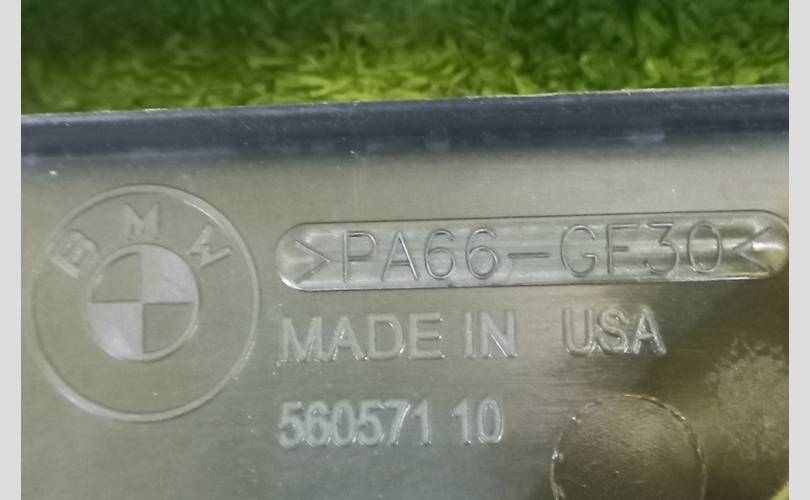 BMW
>PA66-GF30<
MADE IN USA
560571 10